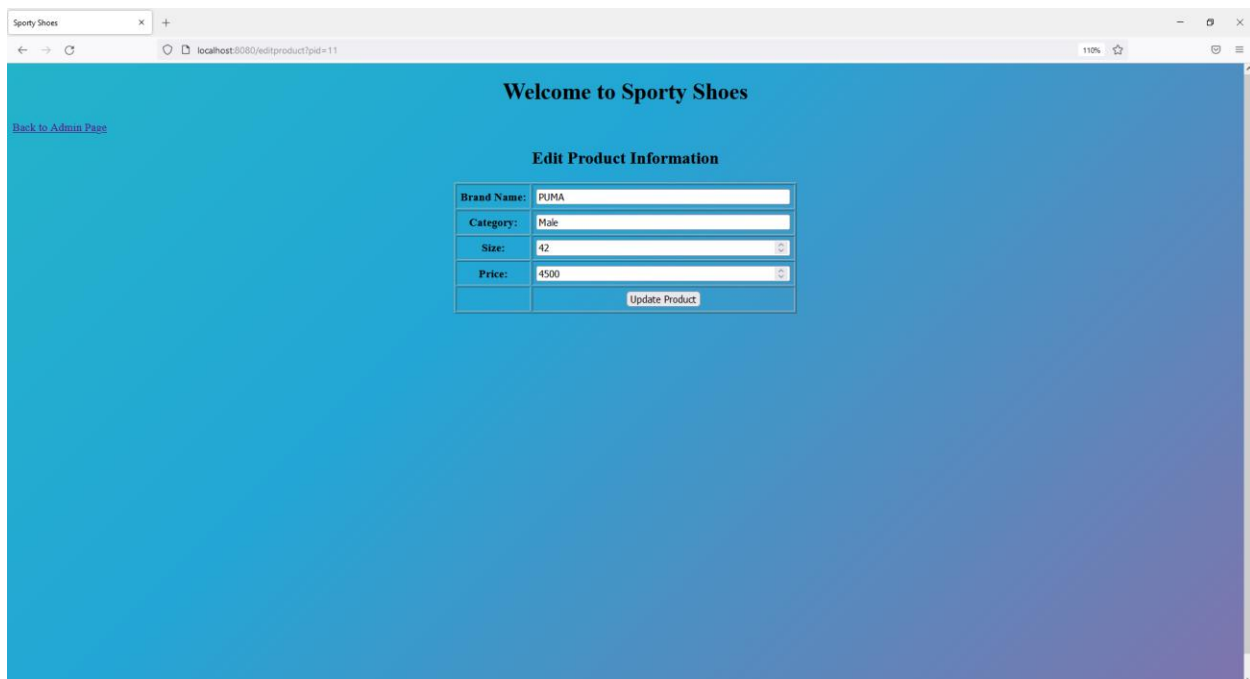 Sporty Shoes
localhost:8080/editproduct?pid=11
110%
Welcome to Sporty Shoes
Back to Admin Page
Edit Product Information
Brand Name: PUMA
Category: Male
Size: 42
Price: 4500
Update Product